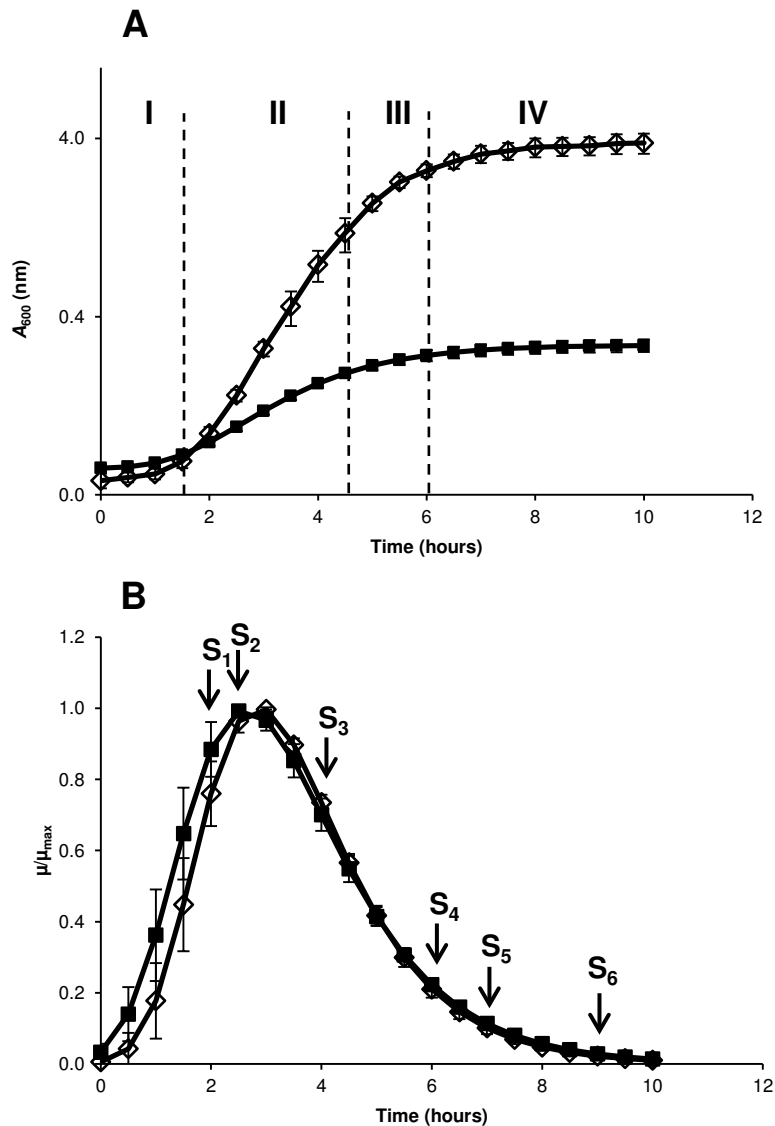 A
I II III IV
4.0
0.4
0.0
A600 (nm)
0 2 4 6 8 10 12
Time (hours)
B
1.2
1.0
0.8
0.6
0.4
0.2
0.0
µ/µmax
S1 S2
S3
S4
S5
S6
0 2 4 6 8 10 12
Time (hours)